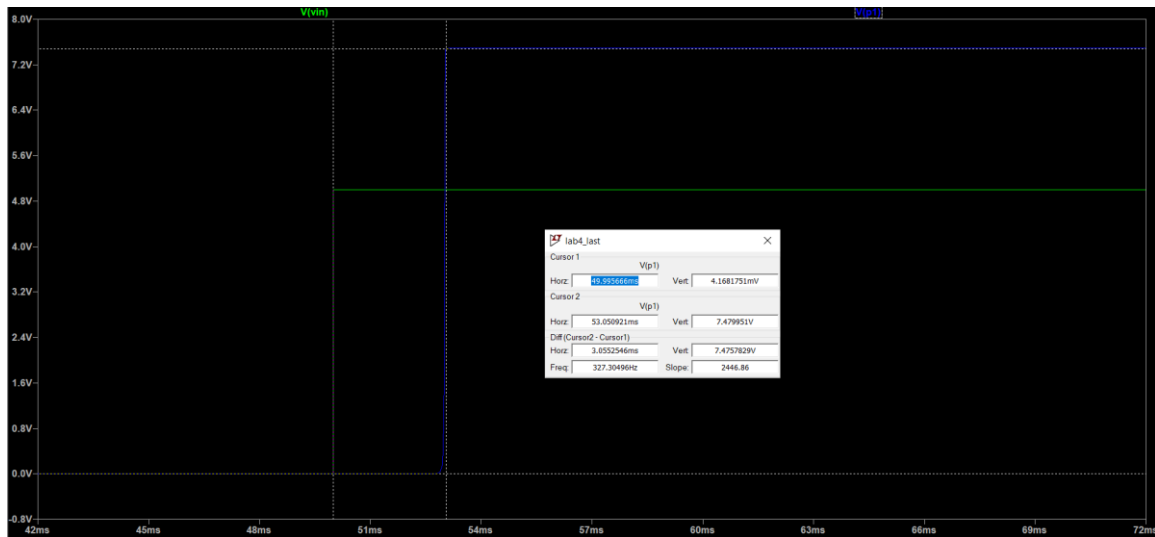 V(vin) V(p1)
8.0V
7.2V
6.4V
5.6V
4.8V
4.0V
3.2V
2.4V
1.6V
0.8V
0.0V
-0.8V
42ms 45ms 48ms 51ms 54ms 57ms 60ms 63ms 66ms 69ms 72ms
lab4_last
Cursor 1
V(p1)
Horz: 49.995666ms Vert: 4.1681751mV
Cursor 2
V(p1)
Horz: 53.050921ms Vert: 7.479951V
Diff (Cursor2 - Cursor1)
Horz: 3.0552546ms Vert: 7.4757829V
Freq: 327.30496Hz Slope: 2446.86